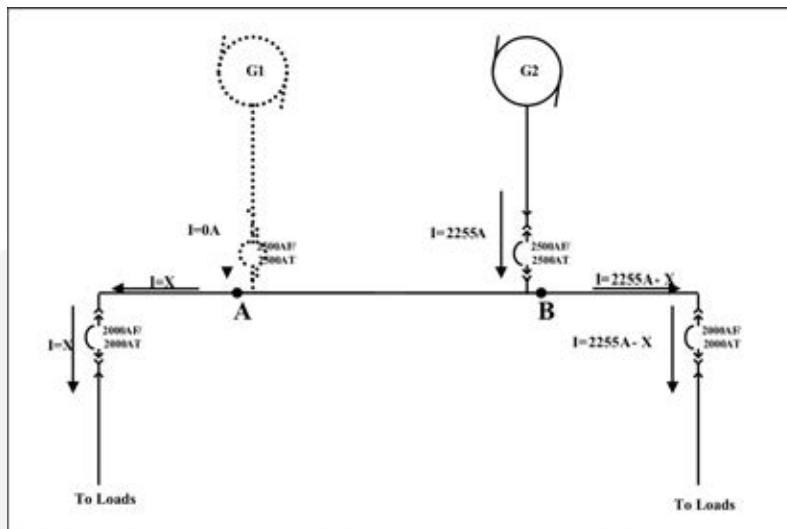 G1
G2
I=0A
2500AF/
2500AT
I=2255A
2500AF/
2500AT
I=X
A
B
I=2255A- X
I=X
2000AF/
2000AT
I=2255A- X
2000AF/
2000AT
To Loads
To Loads